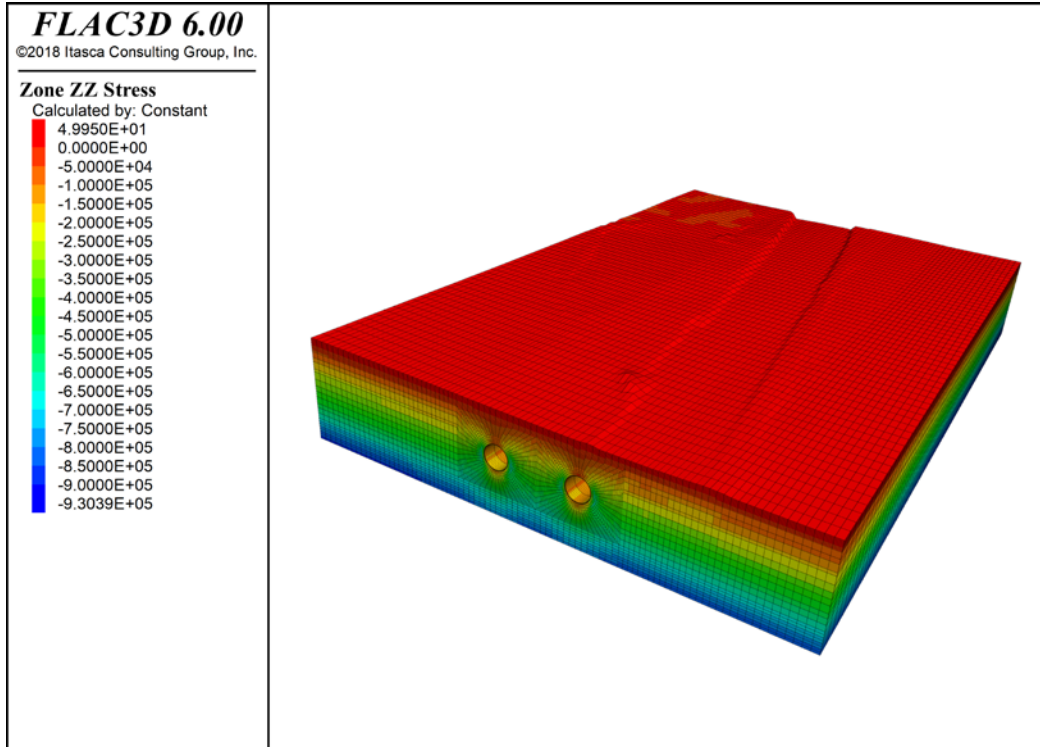 FLAC3D 6.00
©2018 Itasca Consulting Group, Inc.
Zone ZZ Stress
Calculated by: Constant
4.9950E+01
0.0000E+00
-5.0000E+04
-1.0000E+05
-1.5000E+05
-2.0000E+05
-2.5000E+05
-3.0000E+05
-3.5000E+05
-4.0000E+05
-4.5000E+05
-5.0000E+05
-5.5000E+05
-6.0000E+05
-6.5000E+05
-7.0000E+05
-7.5000E+05
-8.0000E+05
-8.5000E+05
-9.0000E+05
-9.3039E+05